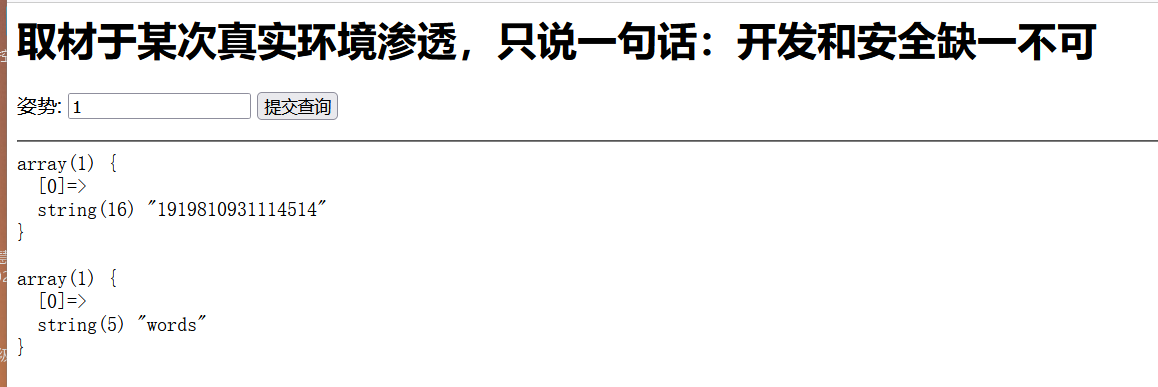 取材于某次真实环境渗透，只说一句话：开发和安全缺一不可
姿势: 1 提交查询
array(1) {
  [0]=>
  string(16) "1919810931114514"
}
array(1) {
  [0]=>
  string(5) "words"
}